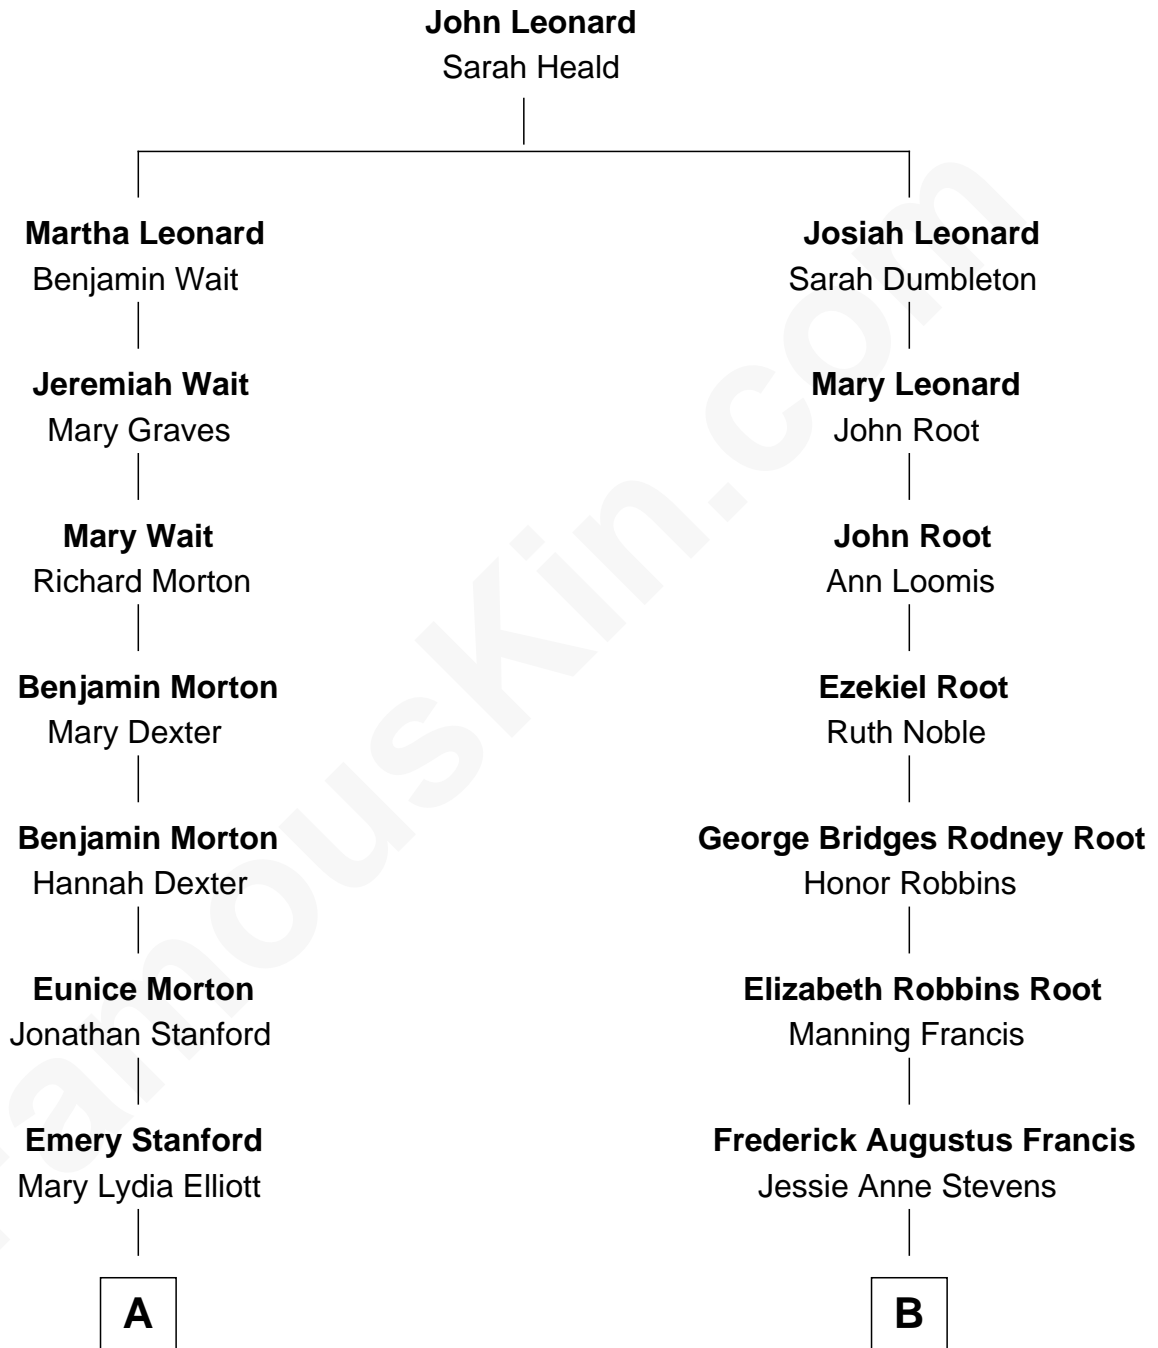 John Leonard
Sarah Heald
Martha Leonard
Benjamin Wait
Josiah Leonard
Sarah Dumbleton
Jeremiah Wait
Mary Graves
Mary Leonard
John Root
Mary Wait
Richard Morton
John Root
Ann Loomis
Benjamin Morton
Mary Dexter
Ezekiel Root
Ruth Noble
Benjamin Morton
Hannah Dexter
George Bridges Rodney Root
Honor Robbins
Eunice Morton
Jonathan Stanford
Elizabeth Robbins Root
Manning Francis
Emery Stanford
Mary Lydia Elliott
Frederick Augustus Francis
Jessie Anne Stevens
A
B
FamousKin.com